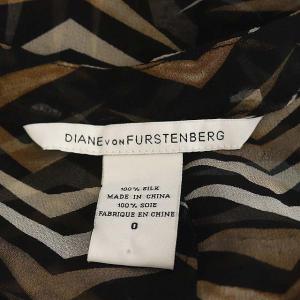 DIANE VON FURSTENBERG
100% SILK
MADE IN CHINA
100% SOIE
FABRIQUE EN CHINE
0